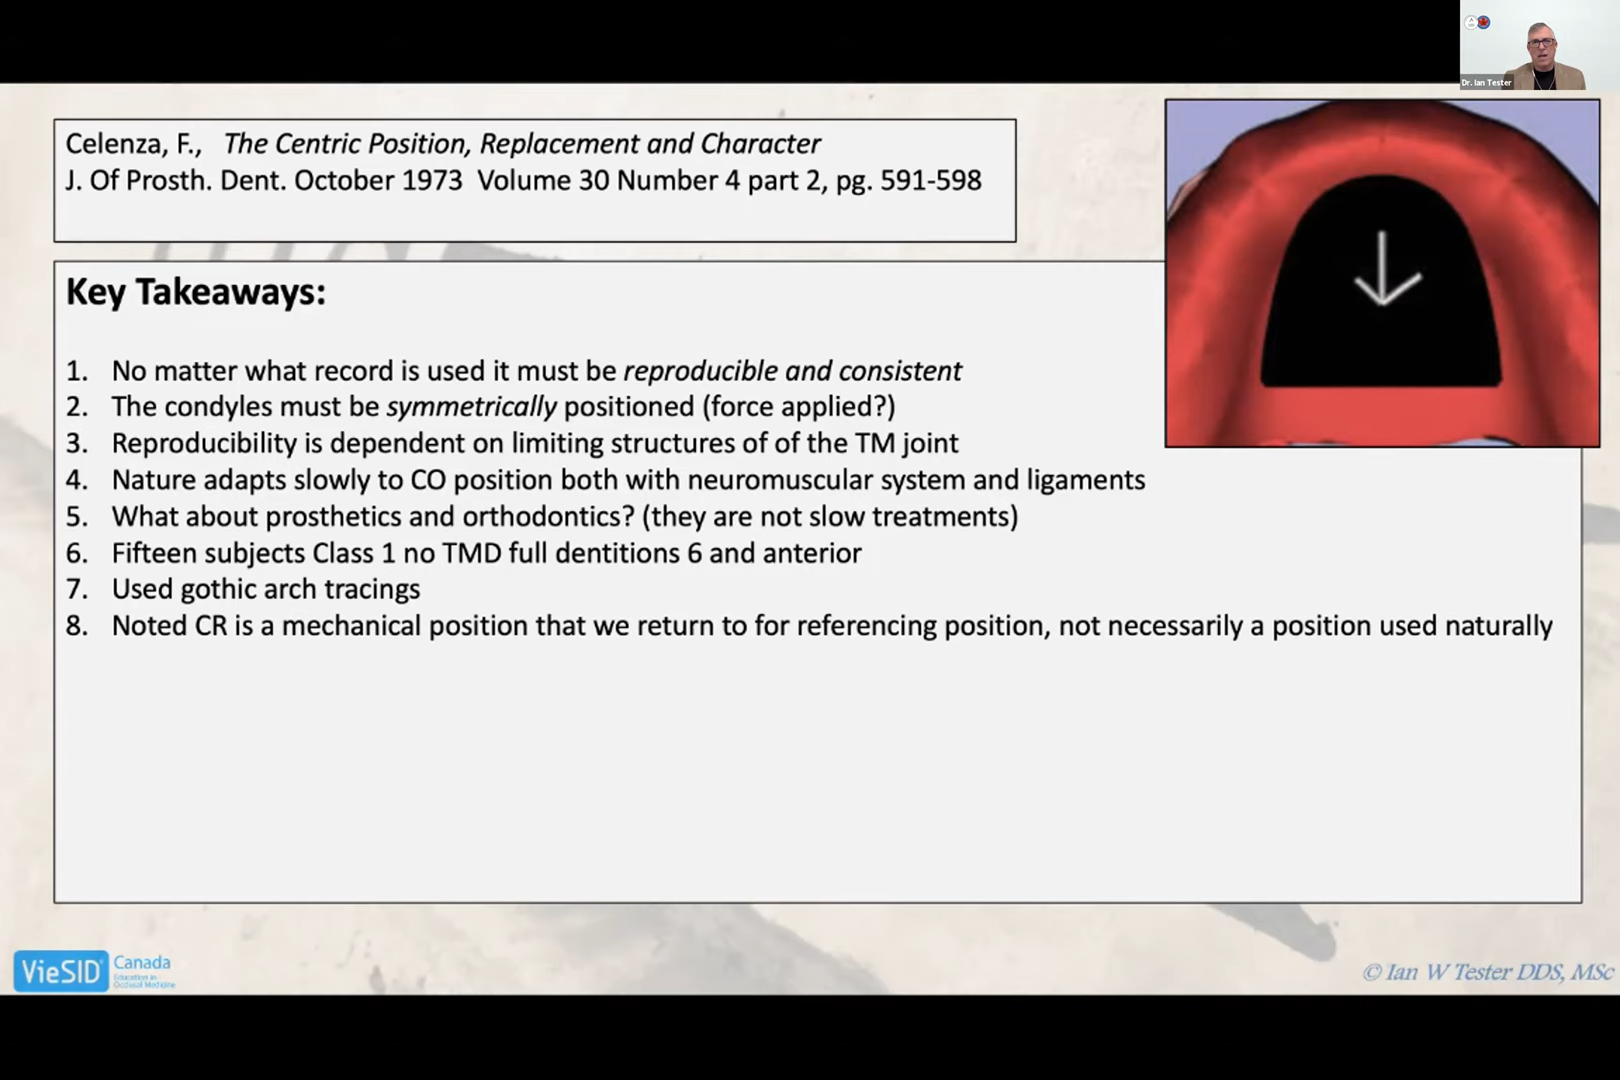 Dr. Ian Tester
Celenza, F., The Centric Position, Replacement and Character
J. Of Prosth. Dent. October 1973 Volume 30 Number 4 part 2, pg. 591-598
Key Takeaways:
1. No matter what record is used it must be reproducible and consistent
2. The condyles must be symmetrically positioned (force applied?)
3. Reproducibility is dependent on limiting structures of of the TM joint
4. Nature adapts slowly to CO position both with neuromuscular system and ligaments
5. What about prosthetics and orthodontics? (they are not slow treatments)
6. Fifteen subjects Class 1 no TMD full dentitions 6 and anterior
7. Used gothic arch tracings
8. Noted CR is a mechanical position that we return to for referencing position, not necessarily a position used naturally
VieSID® Canada
Education in
Occlusal Medicine
© Ian W Tester DDS, MSc